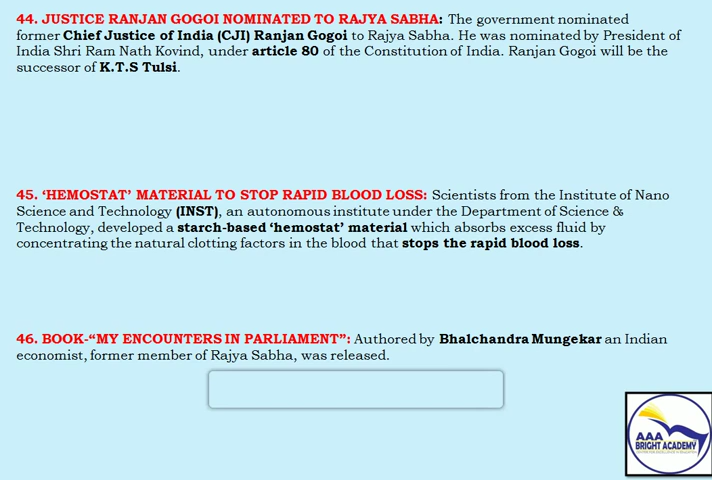 44. JUSTICE RANJAN GOGOI NOMINATED TO RAJYA SABHA: The government nominated
former Chief Justice of India (CJI) Ranjan Gogoi to Rajya Sabha. He was nominated by President of
India Shri Ram Nath Kovind, under article 80 of the Constitution of India. Ranjan Gogoi will be the
successor of K.T.S Tulsi.
45. ‘HEMOSTAT’ MATERIAL TO STOP RAPID BLOOD LOSS: Scientists from the Institute of Nano
Science and Technology (INST), an autonomous institute under the Department of Science &
Technology, developed a starch-based ‘hemostat’ material which absorbs excess fluid by
concentrating the natural clotting factors in the blood that stops the rapid blood loss.
46. BOOK-“MY ENCOUNTERS IN PARLIAMENT”: Authored by Bhalchandra Mungekar an Indian
economist, former member of Rajya Sabha, was released.
AAA
BRIGHT ACADEMY